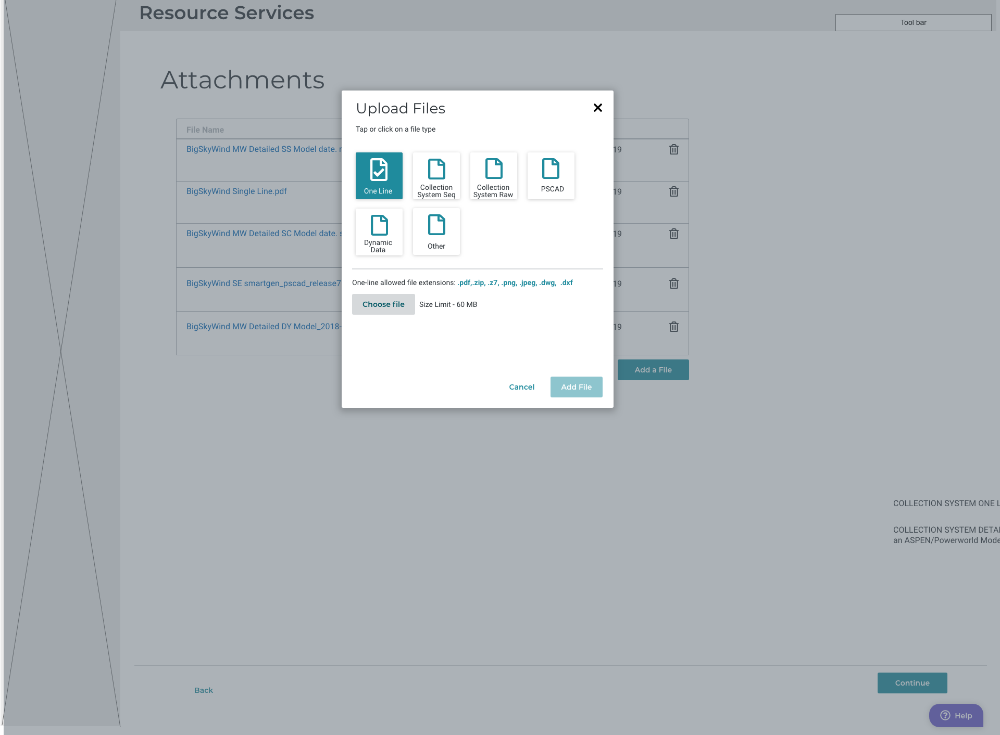 Resource Services
Tool bar
Attachments
File Name
BigSkyWind MW Detailed SS Model date.
19
BigSkyWind Single Line.pdf
19
BigSkyWind MW Detailed SC Model date.
19
BigSkyWind SE smartgen_pscad_release7
19
BigSkyWind MW Detailed DY Model_2018-
19
Add a File
Upload Files
Tap or click on a file type
One Line
Collection
System Seq
Collection
System Raw
PSCAD
Dynamic
Data
Other
One-line allowed file extensions: .pdf,.zip, .z7, .png, .jpeg, .dwg,  .dxf
Choose file
Size Limit - 60 MB
Cancel
Add File
COLLECTION SYSTEM ONE
COLLECTION SYSTEM
an ASPEN/Powerworld
Back
Continue
Help